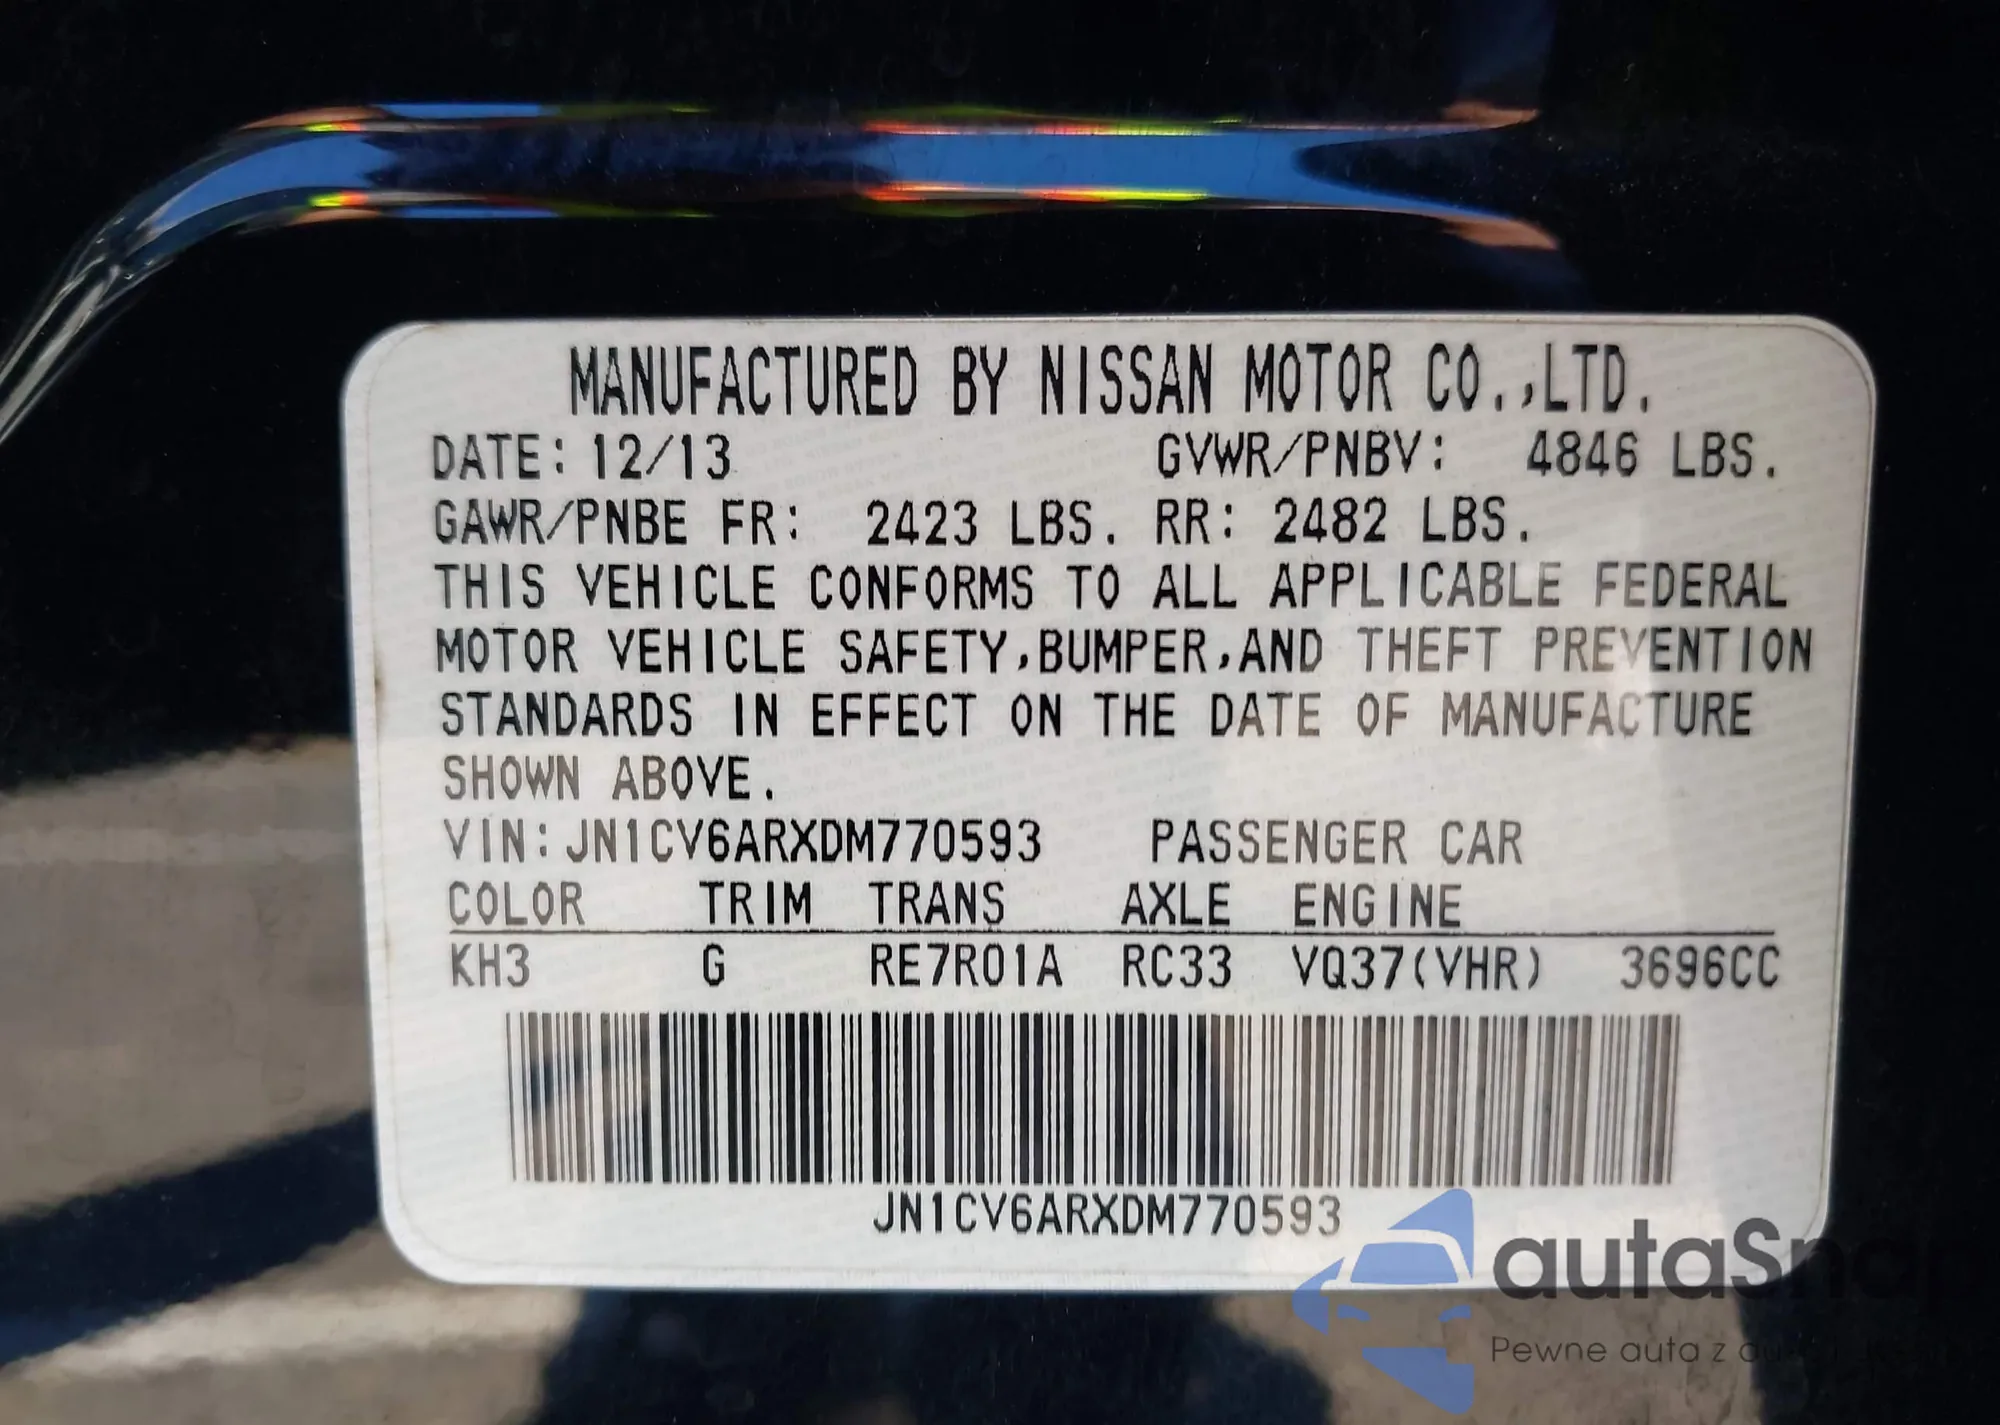 MANUFACTURED BY NISSAN MOTOR CO.,LTD.
DATE: 12/13 GVWR/PNBV: 4846 LBS.
GAWR/PNBE FR: 2423 LBS. RR: 2482 LBS.
THIS VEHICLE CONFORMS TO ALL APPLICABLE FEDERAL
MOTOR VEHICLE SAFETY,BUMPER,AND THEFT PREVENTION
STANDARDS IN EFFECT ON THE DATE OF MANUFACTURE
SHOWN ABOVE.
VIN:JN1CV6ARXDM770593 PASSENGER CAR
COLOR TRIM TRANS AXLE ENGINE
KH3 G RE7R01A RC33 VQ37(VHR) 3696CC
JN1CV6ARXDM770593
Pewne auta z